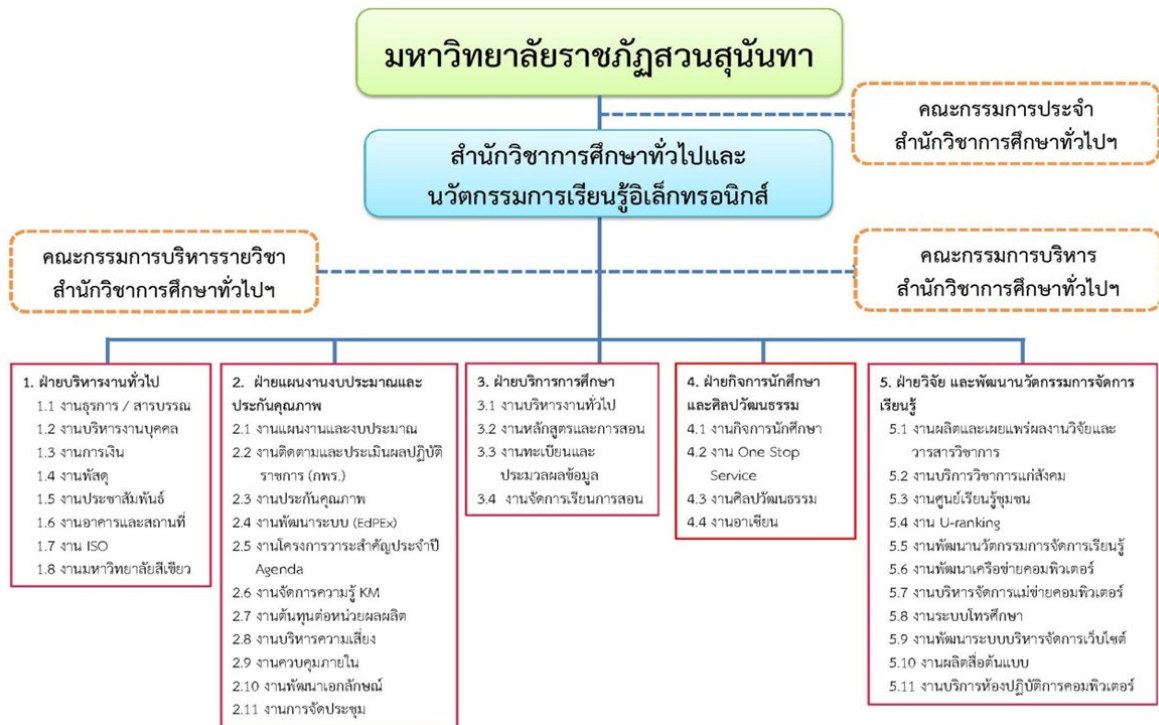 มหาวิทยาลัยราชภัฏสวนสุนันทา
คณะกรรมการประจำ
สำนักวิชาการศึกษาทั่วไปฯ
สำนักวิชาการศึกษาทั่วไปและ
นวัตกรรมการเรียนรู้อิเล็กทรอนิกส์
คณะกรรมการบริหารรายวิชา
สำนักวิชาการศึกษาทั่วไปฯ
คณะกรรมการบริหาร
สำนักวิชาการศึกษาทั่วไปฯ
1. ฝ่ายบริหารงานทั่วไป
1.1 งานธุรการ / สารบรรณ
1.2 งานบริหารงานบุคคล
1.3 งานการเงิน
1.4 งานพัสดุ
1.5 งานประชาสัมพันธ์
1.6 งานอาคารและสถานที่
1.7 งาน ISO
1.8 งานมหาวิทยาลัยสีเขียว
2. ฝ่ายแผนงานงบประมาณและ
ประกันคุณภาพ
2.1 งานแผนงานและงบประมาณ
2.2 งานติดตามและประเมินผลปฏิบัติ
ราชการ (กพร.)
2.3 งานประกันคุณภาพ
2.4 งานพัฒนาระบบ (EdPEx)
2.5 งานโครงการวาระสำคัญประจำปี
Agenda
2.6 งานจัดการความรู้ KM
2.7 งานต้นทุนต่อหน่วยผลผลิต
2.8 งานบริหารความเสี่ยง
2.9 งานควบคุมภายใน
2.10 งานพัฒนาเอกลักษณ์
2.11 งานการจัดประชุม
3. ฝ่ายบริการการศึกษา
3.1 งานบริหารงานทั่วไป
3.2 งานหลักสูตรและการสอน
3.3 งานทะเบียนและ
ประมวลผลข้อมูล
3.4 งานจัดการเรียนการสอน
4. ฝ่ายกิจการนักศึกษา
และศิลปวัฒนธรรม
4.1 งานกิจการนักศึกษา
4.2 งาน One Stop
Service
4.3 งานศิลปวัฒนธรรม
4.4 งานอาเซียน
5. ฝ่ายวิจัย และพัฒนานวัตกรรมการจัดการ
เรียนรู้
5.1 งานผลิตและเผยแพร่ผลงานวิจัยและ
วารสารวิชาการ
5.2 งานบริการวิชาการแก่สังคม
5.3 งานศูนย์เรียนรู้ชุมชน
5.4 งาน U-ranking
5.5 งานพัฒนานวัตกรรมการจัดการเรียนรู้
5.6 งานพัฒนาเครือข่ายคอมพิวเตอร์
5.7 งานบริหารจัดการแม่ข่ายคอมพิวเตอร์
5.8 งานระบบโทรศึกษา
5.9 งานพัฒนาระบบบริหารจัดการเว็บไซต์
5.10 งานผลิตสื่อต้นแบบ
5.11 งานบริการห้องปฏิบัติการคอมพิวเตอร์